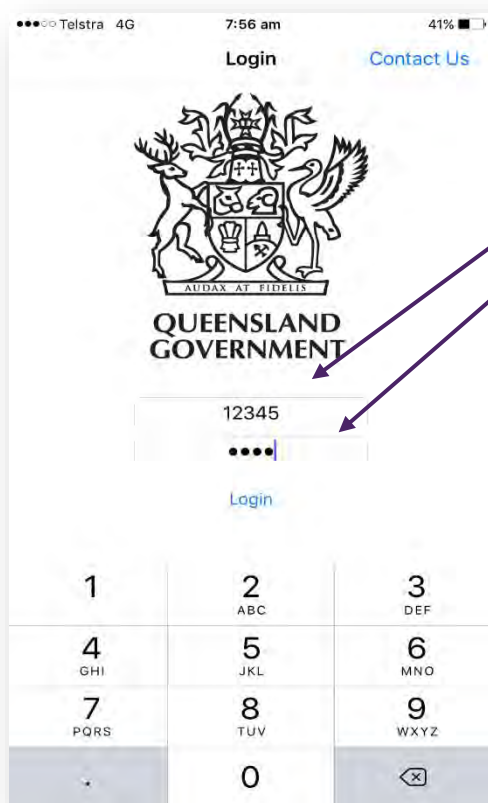 Telstra 4G 7:56 am 41%
Login Contact Us
AUDAX AT FIDELIS
QUEENSLAND
GOVERNMENT
12345
••••
Login
1 2 3
ABC DEF
4 5 6
GHI JKL MNO
7 8 9
PQRS TUV WXYZ
. 0